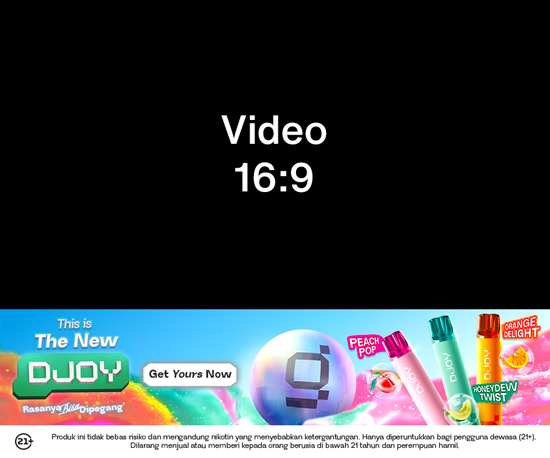 Video
16:9
This is
The New
DJOY
Rasanya Bisa Dipegang
Get Yours Now
PEACH
POP
DJOY
DJOY
DJOY
ORANGE
DELIGHT
HONEYDEW
TWIST
21+
Produk ini tidak bebas risiko dan mengandung nikotin yang menyebabkan ketergantungan. Hanya diperuntukkan bagi pengguna dewasa (21+).
Dilarang menjual atau memberi kepada orang berusia di bawah 21 tahun dan perempuan hamil.